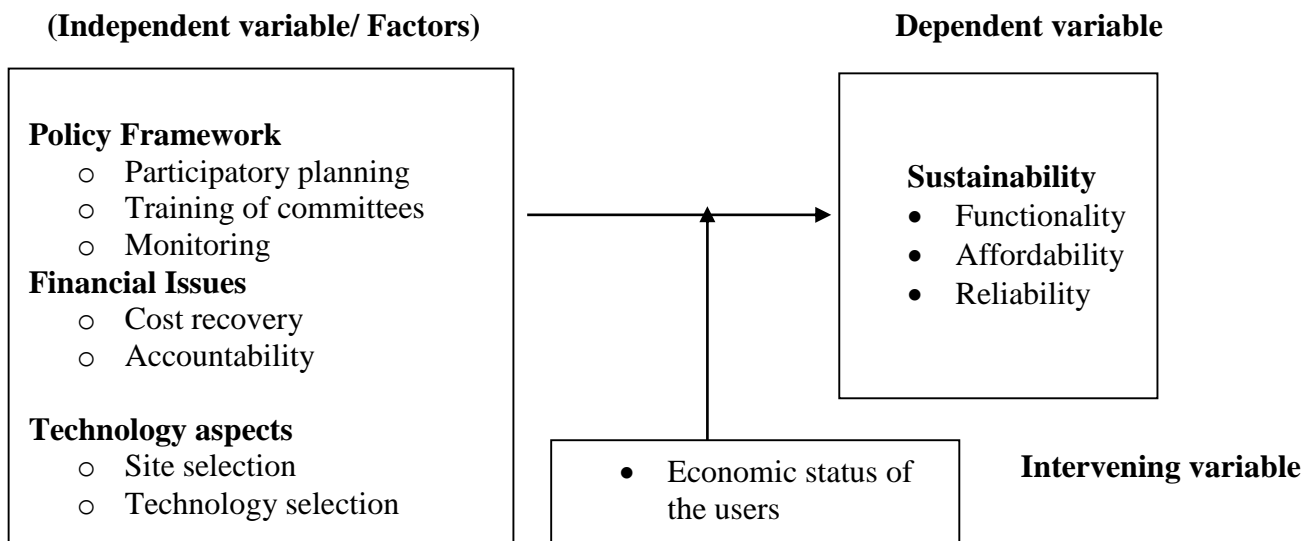 (Independent variable/ Factors)
Dependent variable
Policy Framework
o Participatory planning
o Training of committees
o Monitoring
Financial Issues
o Cost recovery
o Accountability
Technology aspects
o Site selection
o Technology selection
Sustainability
• Functionality
• Affordability
• Reliability
• Economic status of
the users
Intervening variable